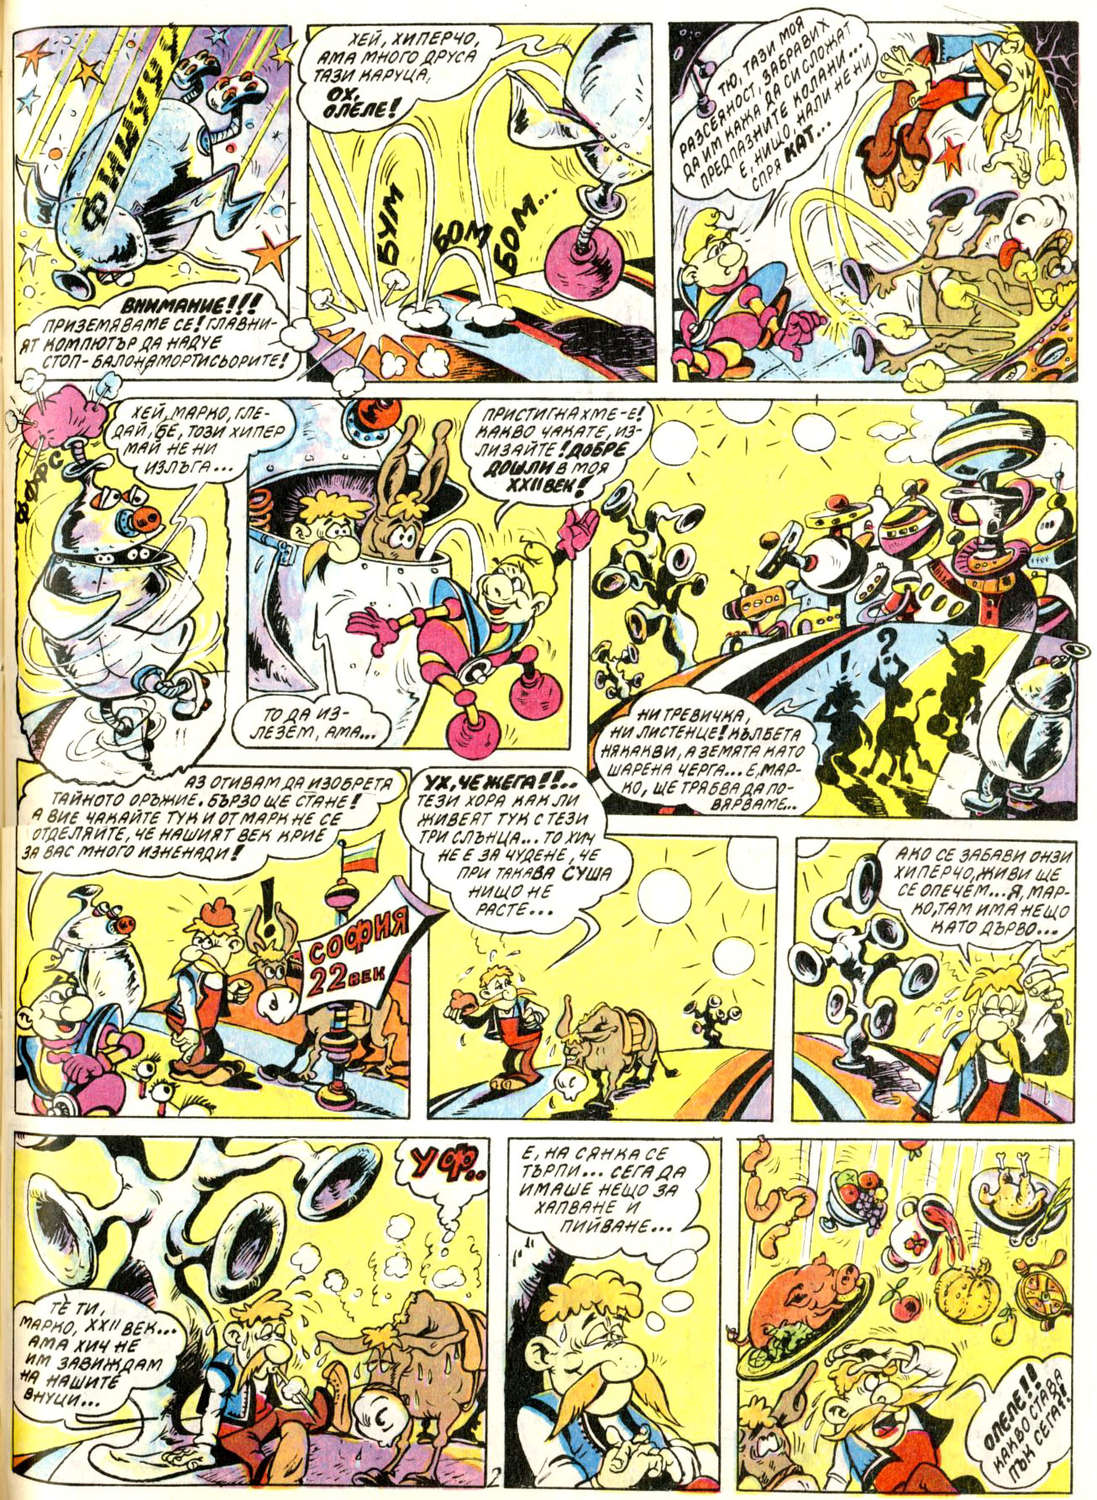 ФИЩУУУ
ВНИМАНИЕ!!!
ПРИЗЕМЯВАМЕ СЕ! ГЛАВНИ-
ЯТ КОМПЮТЪР ДА НАДУЕ
СТОП-БАЛОНАМОРТИСЬОРИТЕ!
ХЕЙ, ХИПЕРЧО,
АМА МНОГО ДРУСА
ТАЗИ КАРУЦА,
ОХ,
ОЛЕЛЕ!
БУМ
БОМ
БОМ...
ТЮ, ТАЗИ МОЯ
РАЗСЕЯНОСТ, ЗАБРАВИХ
ДА ИМ КАЖА ДА СИ СЛОЖАТ
ПРЕДПАЗНИТЕ КОЛАНИ...
Е, НИЩО, НАЛИ НЕ НИ
СПРЯ КАТ...
ХЕЙ, МАРКО, ГЛЕ-
ДАЙ, БЕ, ТОЗИ ХИПЕР
МАЙ НЕ НИ
ИЗЛЪГА...
ПРИСТИГНАХМЕ-Е!
КАКВО ЧАКАТЕ, ИЗ-
ЛИЗАЙТЕ! ДОБРЕ
ДОШЛИ В МОЯ
XXII ВЕК!
ТО ДА ИЗ-
ЛЕЗЕМ, АМА...
! ?
НИ ТРЕВИЧКА,
НИ ЛИСТЕНЦЕ! КЪЛБЕТА
НЯКАКВИ, А ЗЕМЯТА КАТО
ШАРЕНА ЧЕРГА... Е, МАР-
КО, ЩЕ ТРЯБВА ДА ПО-
ВЯРВАМЕ..
АЗ ОТИВАМ ДА ИЗОБРЕТЯ
ТАЙНОТО ОРЪЖИЕ. БЪРЗО ЩЕ СТАНЕ!
А ВИЕ ЧАКАЙТЕ ТУК И ОТ МАРК НЕ СЕ
ОТДЕЛЯЙТЕ, ЧЕ НАШИЯТ ВЕК КРИЕ
ЗА ВАС МНОГО ИЗНЕНАДИ!
!
СОФИЯ
22 ВЕК
УХ, ЧЕ ЖЕГА!!...
ТЕЗИ ХОРА КАК ЛИ
ЖИВЕЯТ ТУК С ТЕЗИ
ТРИ СЛЪНЦА... ТО ХИЧ
НЕ Е ЗА ЧУДЕНЕ, ЧЕ
ПРИ ТАКАВА СУША
НИЩО НЕ
РАСТЕ...
АКО СЕ ЗАБАВИ ОНЗИ
ХИПЕРЧО, ЖИВИ ЩЕ
СЕ ОПЕЧЕМ... Я, МАР-
КО, ТАМ ИМА НЕЩО
КАТО ДЪРВО...
УФ..
ТЕ ТИ,
МАРКО, XXII ВЕК...
АМА ХИЧ НЕ
ИМ ЗАВИЖДАМ
НА НАШИТЕ
ВНУЦИ...
Е, НА СЯНКА СЕ
ТЪРПИ... СЕГА ДА
ИМАШЕ НЕЩО ЗА
ХАПВАНЕ И
ПИЙВАНЕ...
ОЛЕЛЕ!!
КАКВО СТАВА
ПЪК СЕГА?!
2